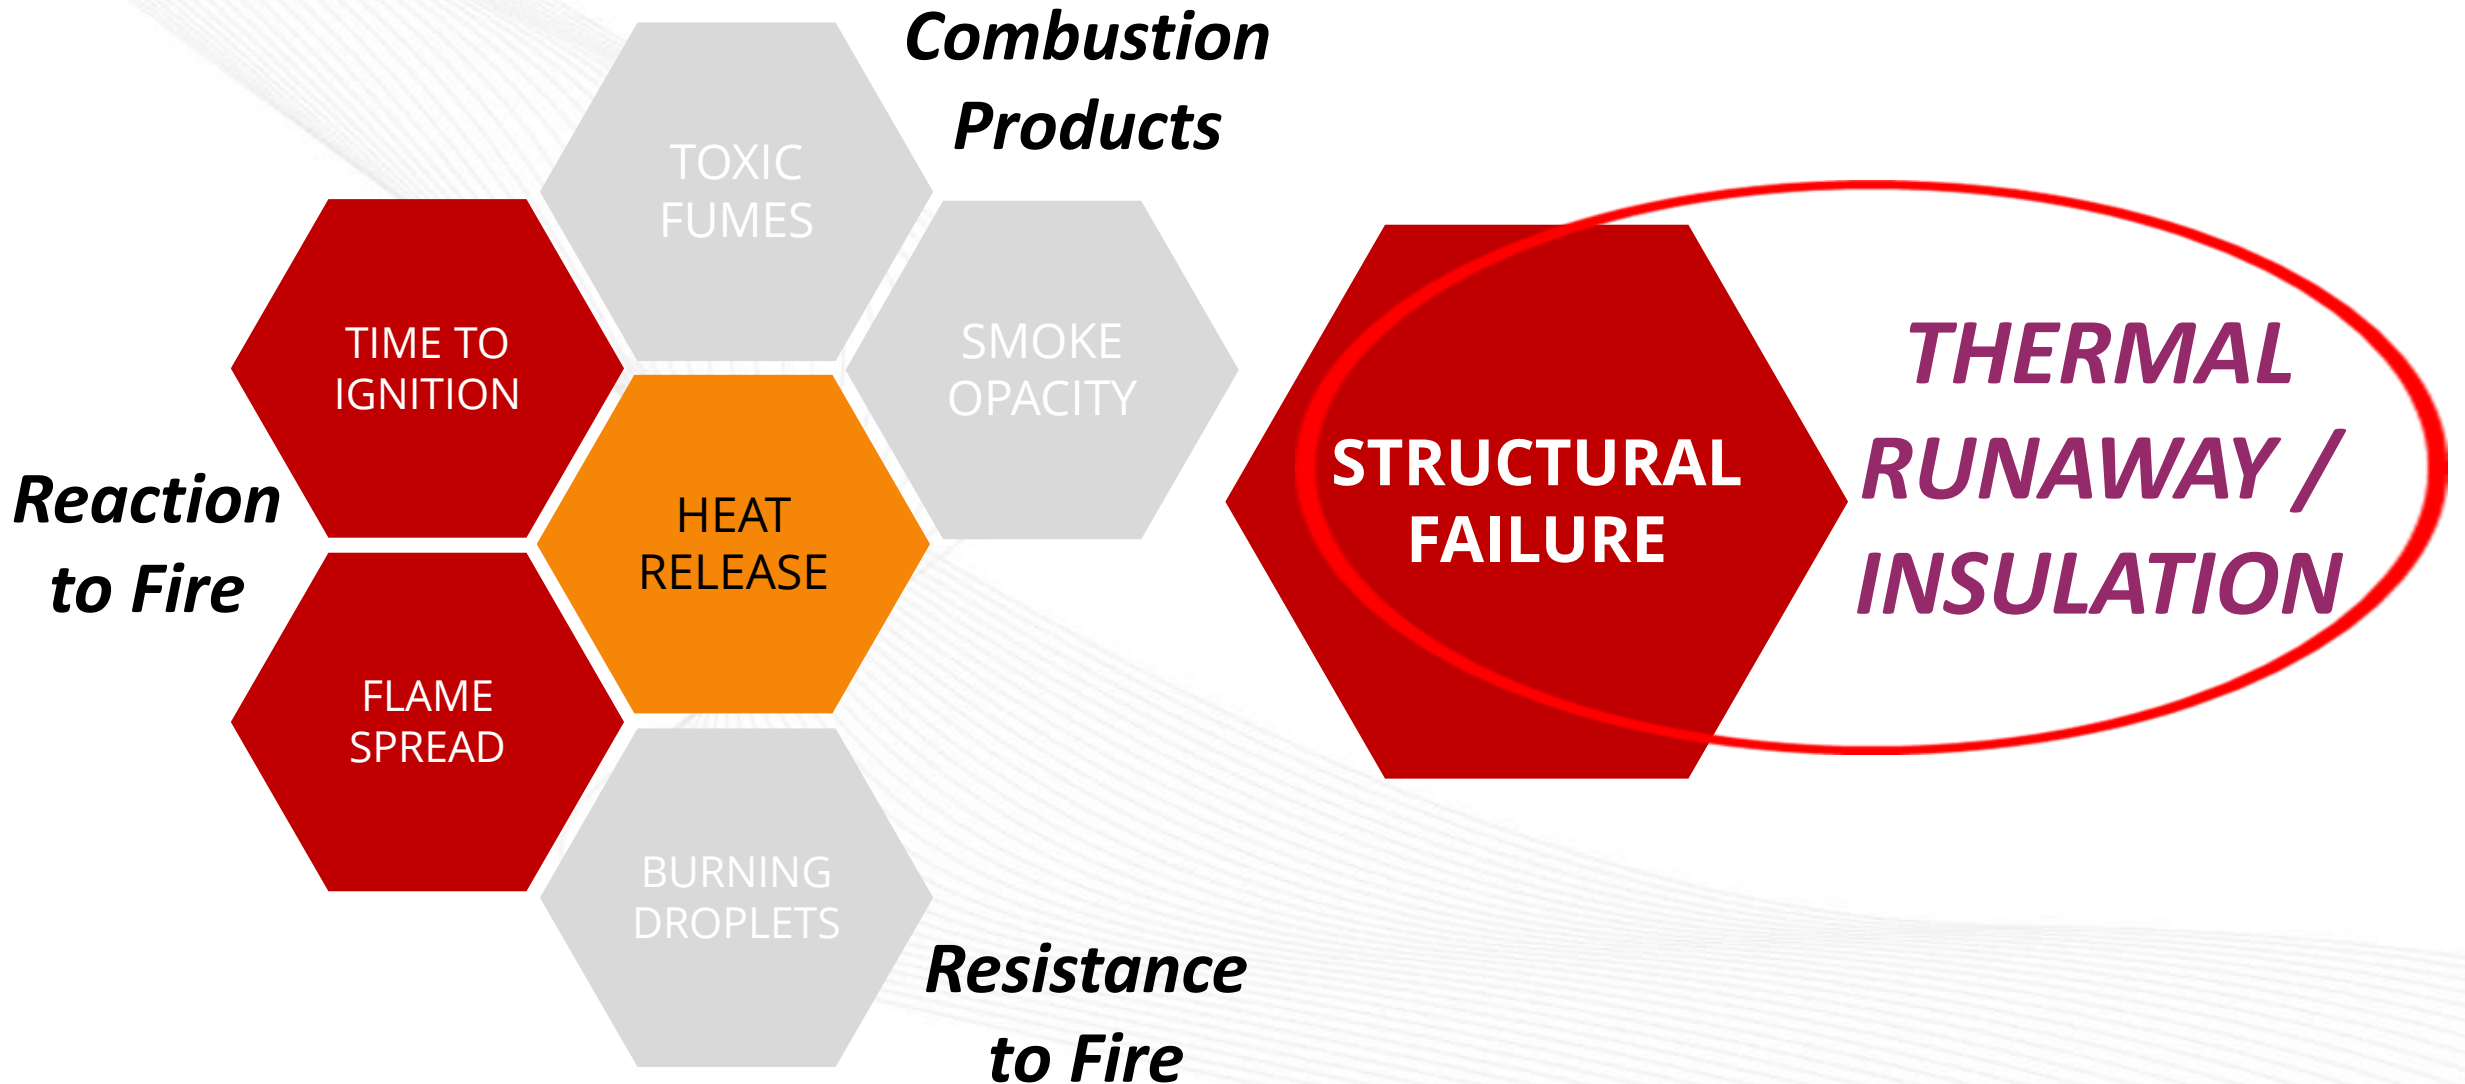 Combustion
Products
TOXIC
FUMES
TIME TO
IGNITION
SMOKE
OPACITY
Reaction
to Fire
HEAT
RELEASE
STRUCTURAL
FAILURE
THERMAL
RUNAWAY /
INSULATION
FLAME
SPREAD
BURNING
DROPLETS
Resistance
to Fire